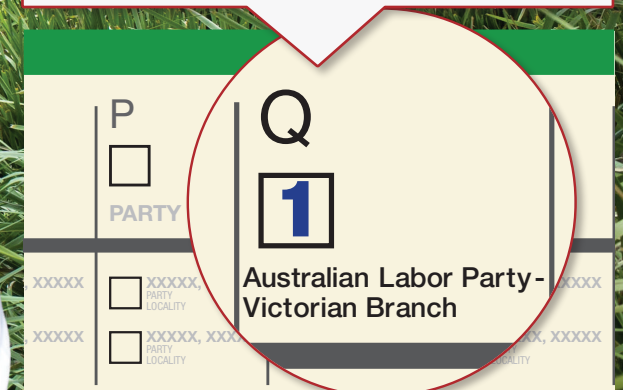 P
Q
1
PARTY
Australian Labor Party-
Victorian Branch
XXXXX
XXXXX,
PARTY
LOCALITY
XXXXX
XXXXX
XXXXX, XXX
PARTY
LOCALITY
XX, XXXXX
LOCALITY